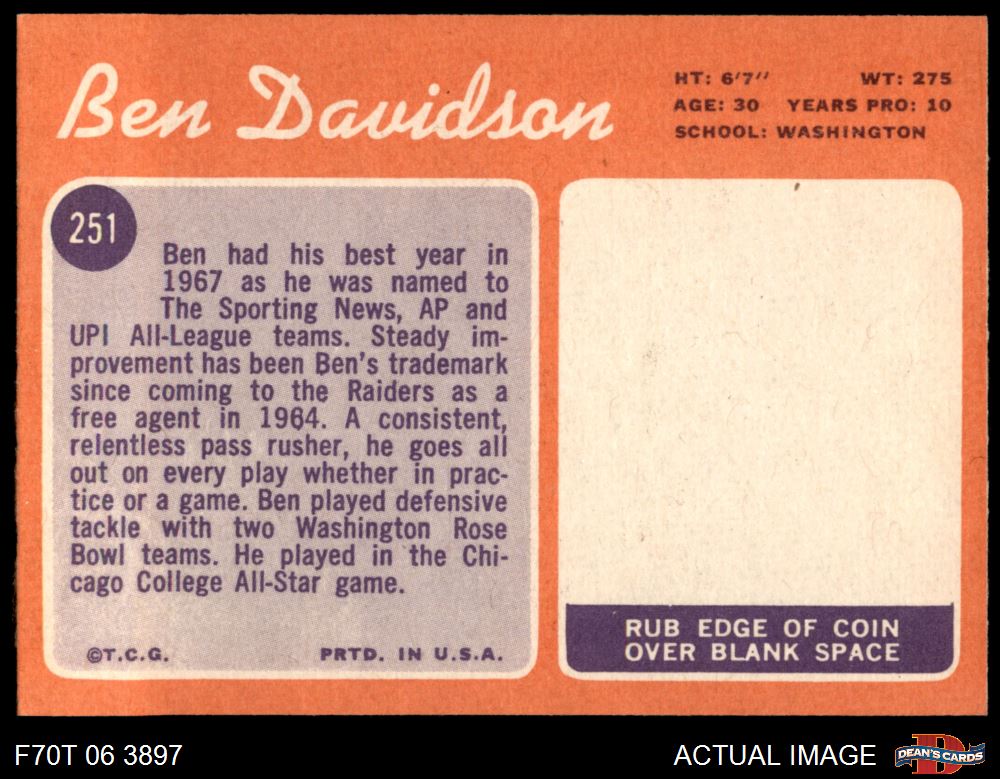 Ben Davidson
HT: 6'7" WT: 275
AGE: 30 YEARS PRO: 10
SCHOOL: WASHINGTON
251
Ben had his best year in
1967 as he was named to
The Sporting News, AP and
UPI All-League teams. Steady im-
provement has been Ben's trademark
since coming to the Raiders as a
free agent in 1964. A consistent,
relentless pass rusher, he goes all
out on every play whether in prac-
tice or a game. Ben played defensive
tackle with two Washington Rose
Bowl teams. He played in the Chi-
cago College All-Star game.
©T.C.G. PRTD. IN U.S.A.
RUB EDGE OF COIN
OVER BLANK SPACE
F70T 06 3897
ACTUAL IMAGE
DEAN'S CARDS